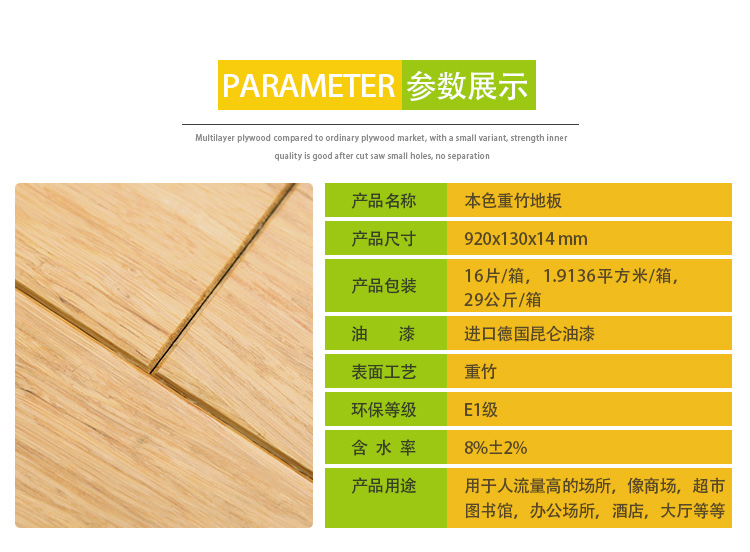 PARAMETER 参数展示
Multilayer plywood compared to ordinary plywood market, with a small variant, strength inner
quality is good after cut saw small holes, no separation
产品名称 本色重竹地板
产品尺寸 920x130x14 mm
产品包装 16片/箱，1.9136平方米/箱，
29公斤/箱
油 漆 进口德国昆仑油漆
表面工艺 重竹
环保等级 E1级
含 水 率 8%±2%
产品用途 用于人流量高的场所，像商场，超市
图书馆，办公场所，酒店，大厅等等